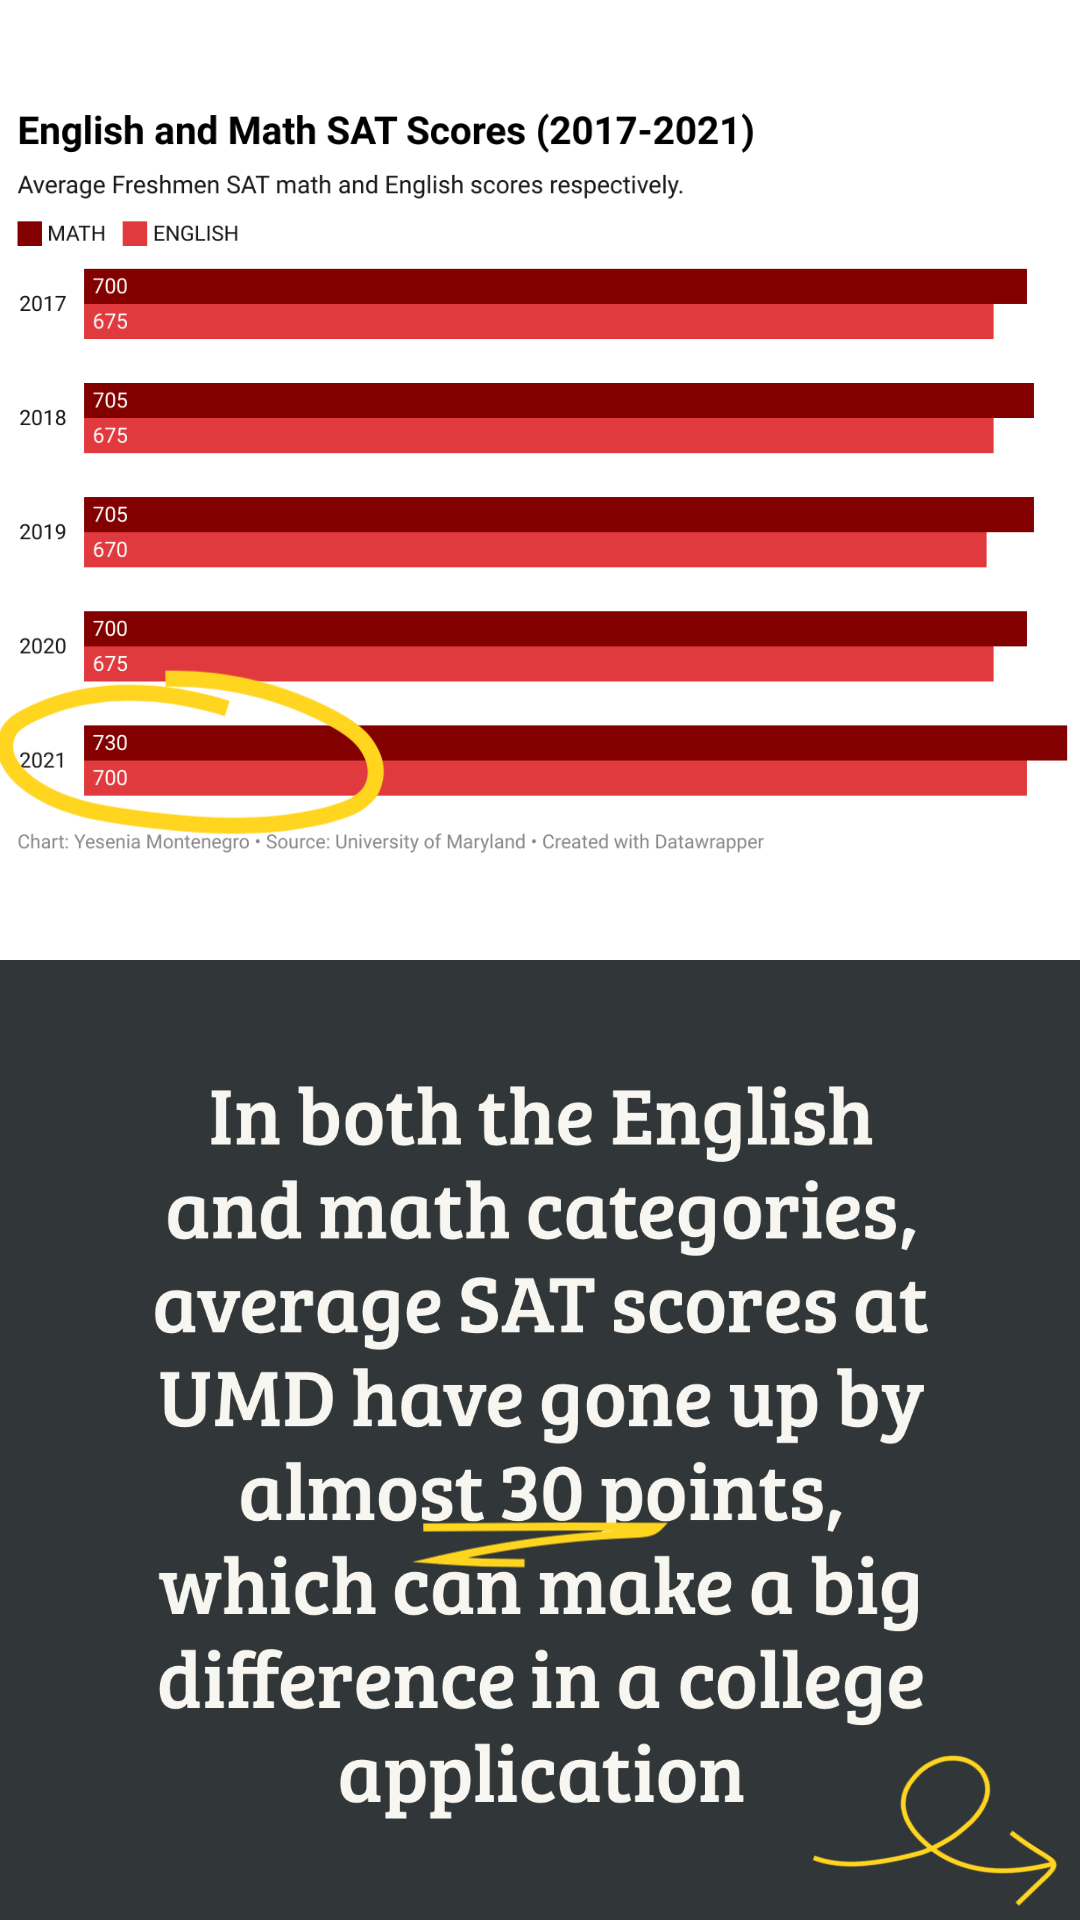 English and Math SAT Scores (2017-2021)
Average Freshmen SAT math and English scores respectively.
MATH ENGLISH
2017
700
675
2018
705
675
2019
705
670
2020
700
675
2021
730
700
Chart: Yesenia Montenegro • Source: University of Maryland • Created with Datawrapper
In both the English
and math categories,
average SAT scores at
UMD have gone up by
almost 30 points,
which can make a big
difference in a college
application